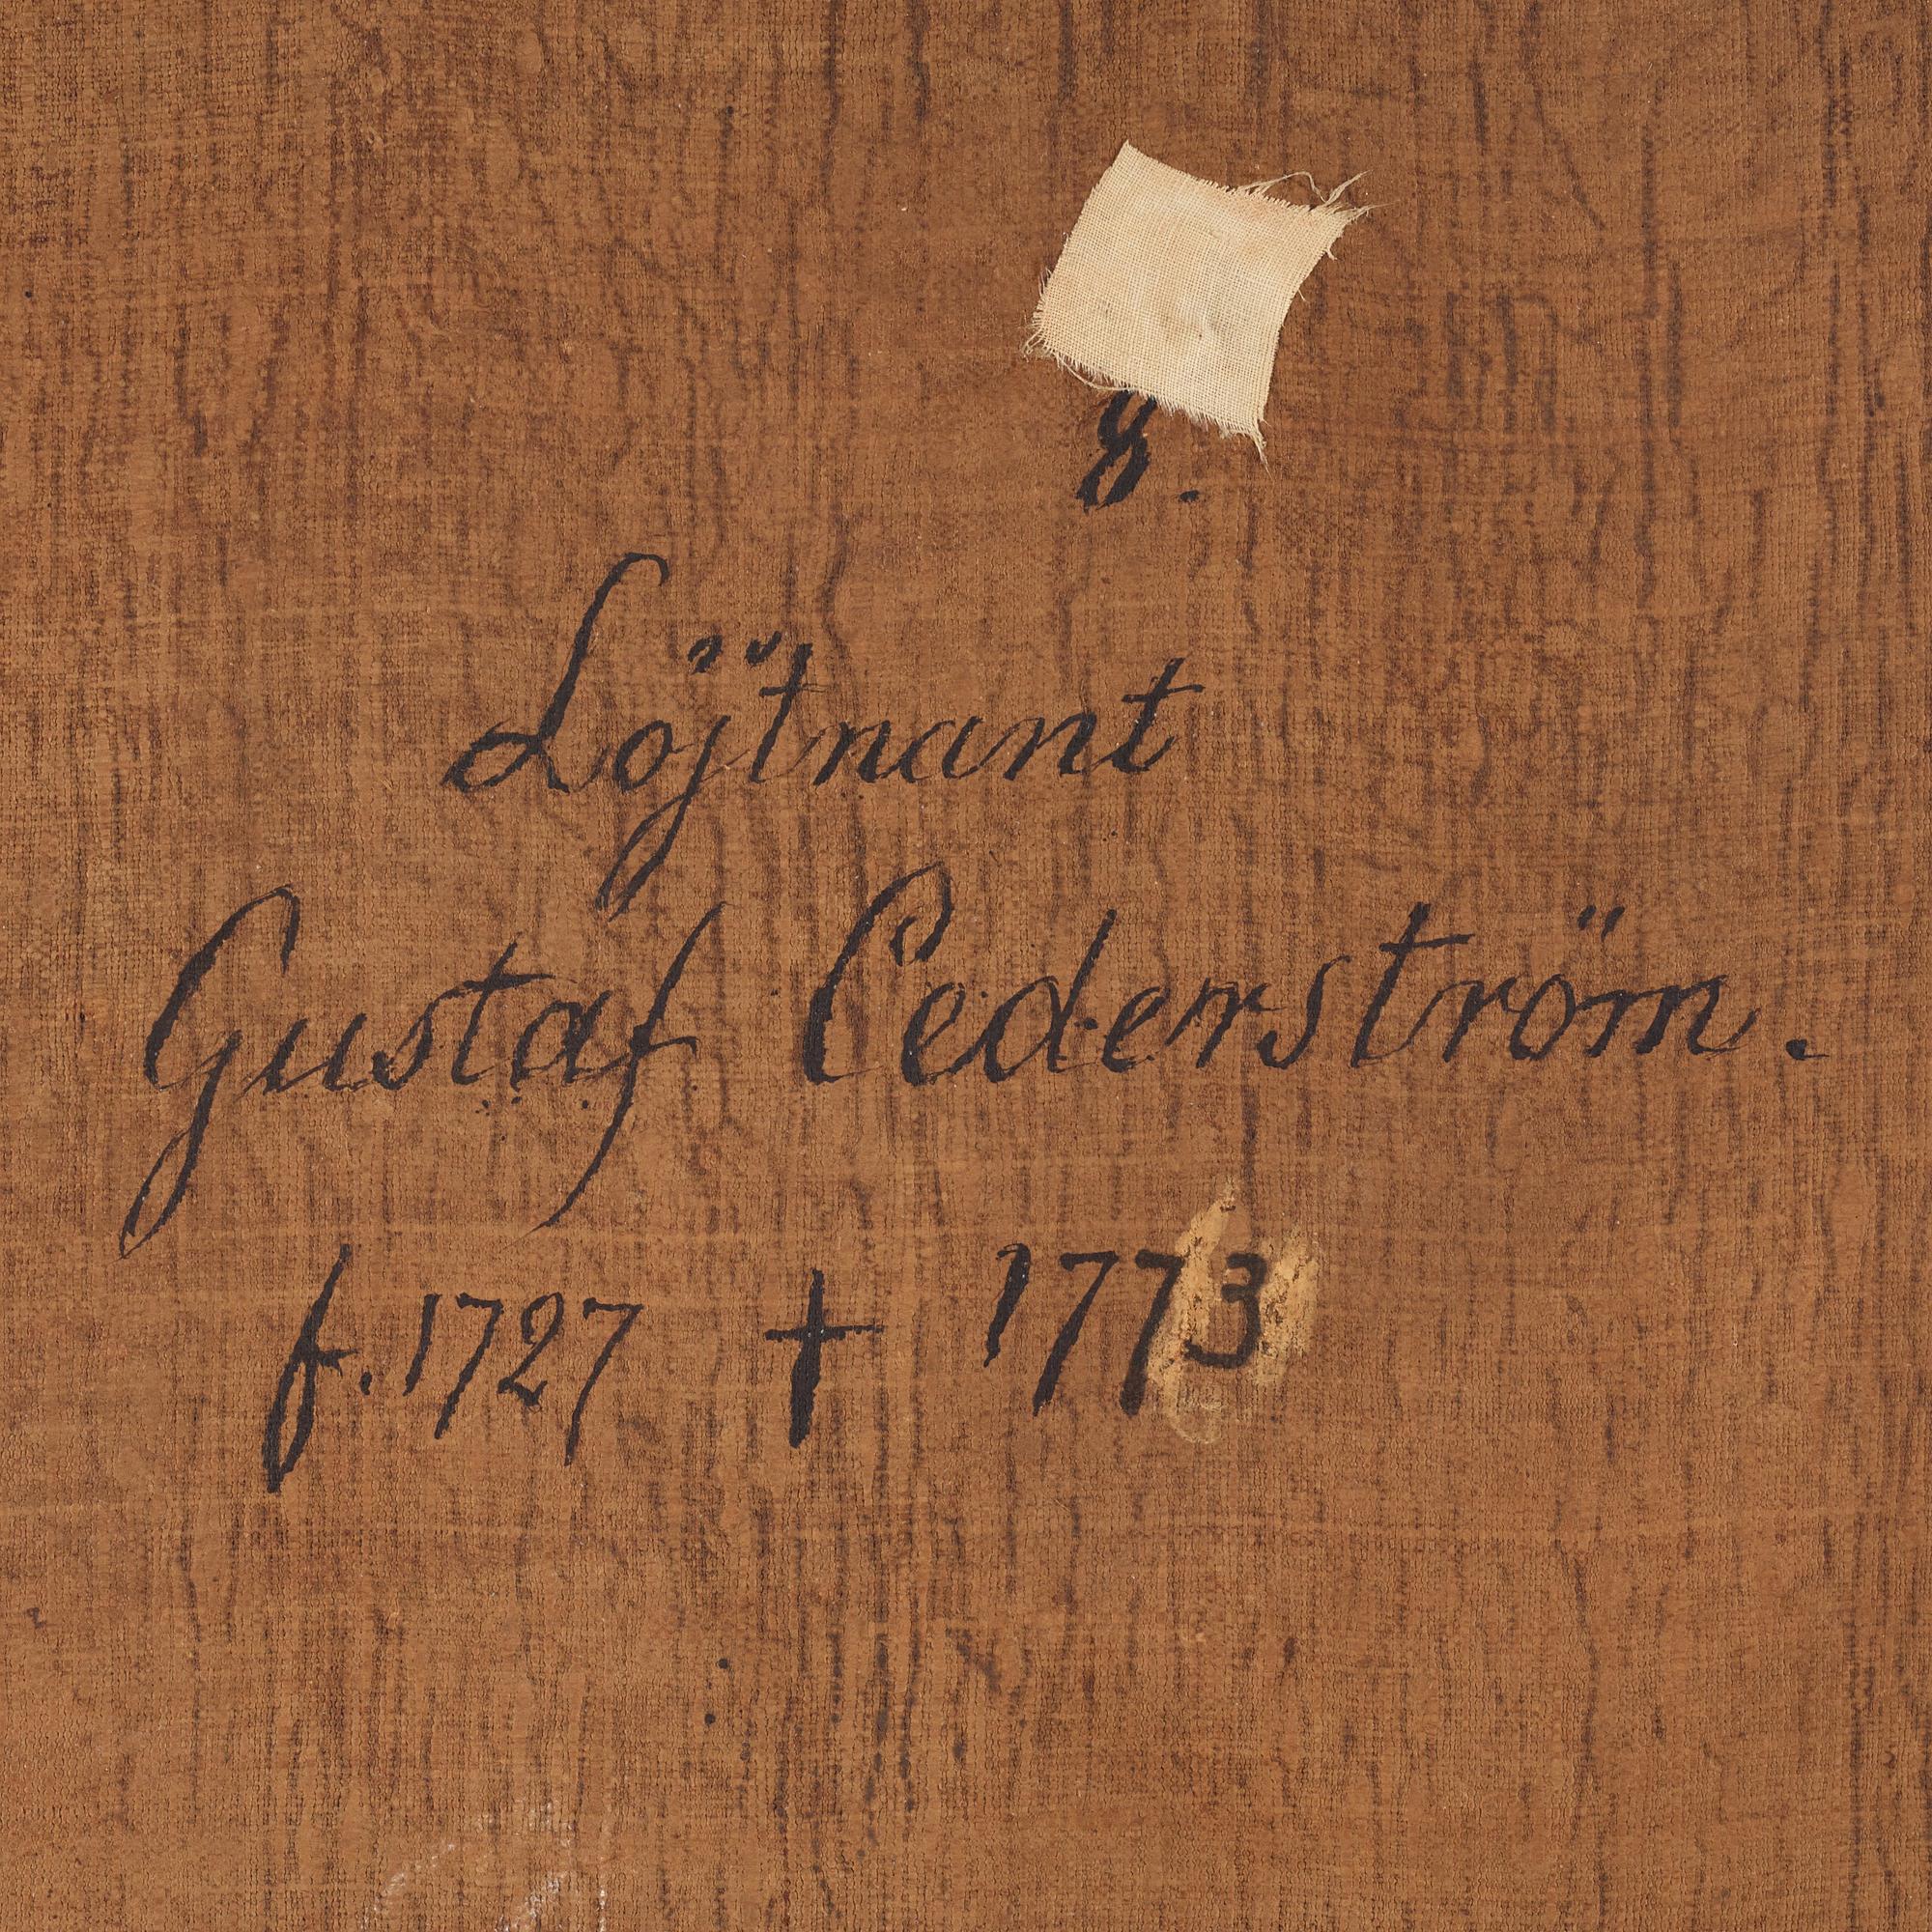 8.
Löjtnant
Gustaf Cederström.
f. 1727 † 1773